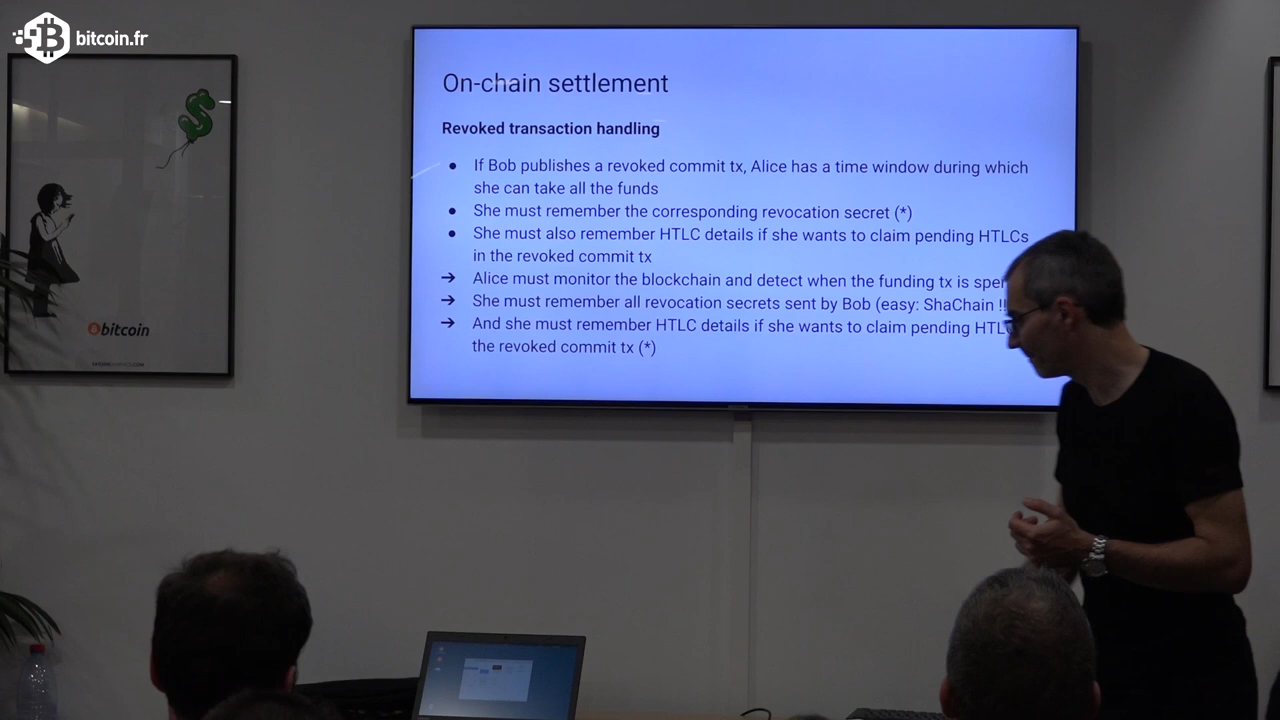 bitcoin.fr
On-chain settlement
Revoked transaction handling
● If Bob publishes a revoked commit tx, Alice has a time window during which
she can take all the funds
● She must remember the corresponding revocation secret (*)
● She must also remember HTLC details if she wants to claim pending HTLCs
in the revoked commit tx
→ Alice must monitor the blockchain and detect when the funding tx is
→ She must remember all revocation secrets sent by Bob (easy: ShaChain !!
→ And she must remember HTLC details if she wants to claim pending
the revoked commit tx (*)
bitcoin